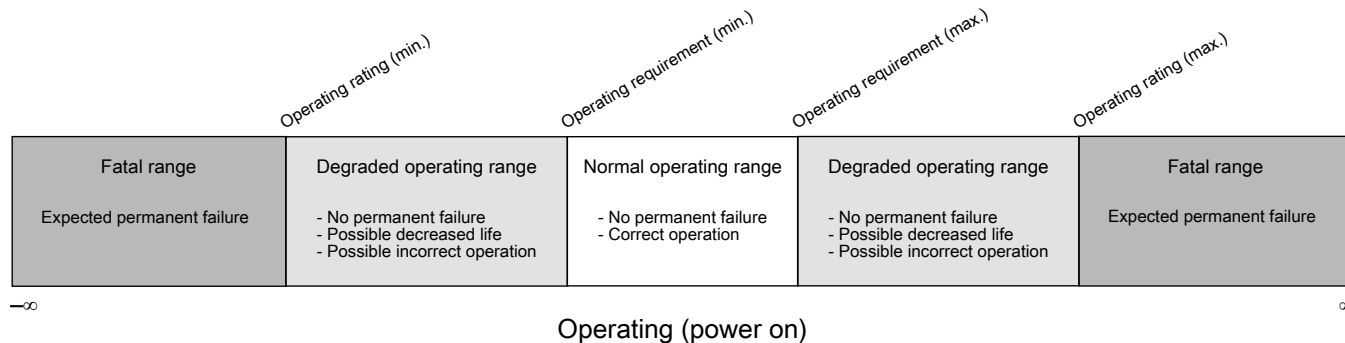 Operating rating (min.)
Operating requirement (min.)
Operating requirement (max.)
Operating rating (max.)
Fatal range
Degraded operating range
Normal operating range
Degraded operating range
Fatal range
Expected permanent failure
- No permanent failure
- Possible decreased life
- Possible incorrect operation
- No permanent failure
- Correct operation
- No permanent failure
- Possible decreased life
- Possible incorrect operation
Expected permanent failure
–∞
Operating (power on)